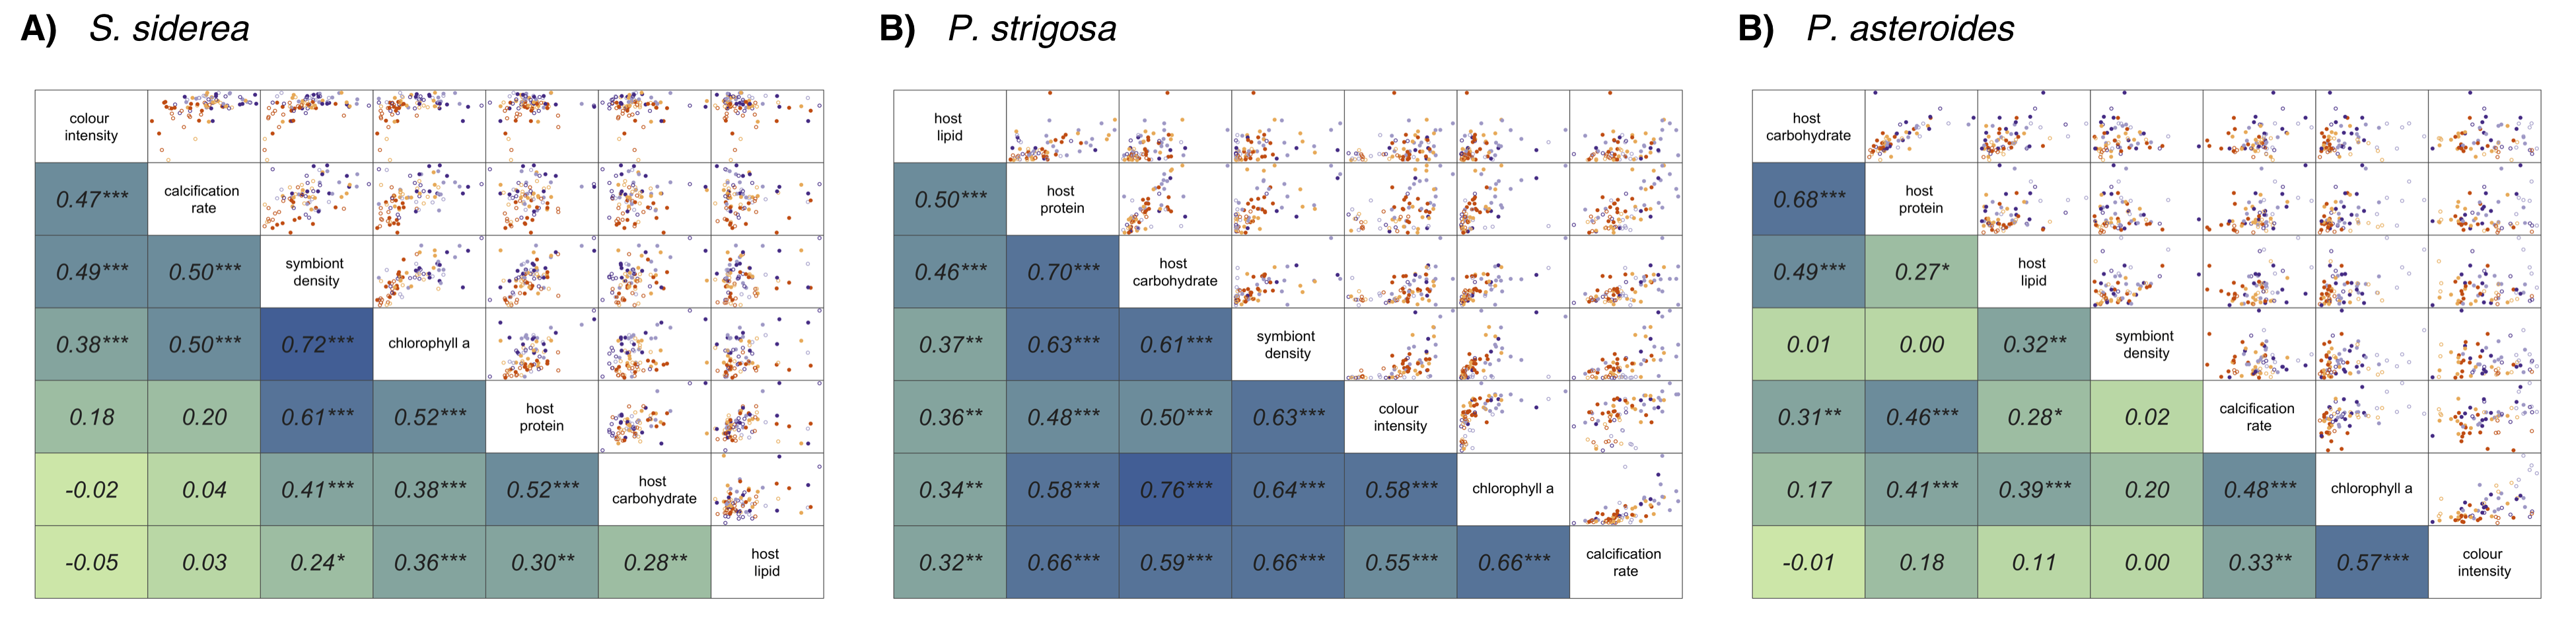 A) S. siderea
B) P. strigosa
B) P. asteroides
colour
intensity
0.47***
calcification
rate
0.49***
0.50***
symbiont
density
0.38***
0.50***
0.72***
chlorophyll a
0.18
0.20
0.61***
0.52***
host
protein
-0.02
0.04
0.41***
0.38***
0.52***
host
carbohydrate
-0.05
0.03
0.24*
0.36***
0.30**
0.28**
host
lipid
host
lipid
0.50***
host
protein
0.46***
0.70***
host
carbohydrate
0.37**
0.63***
0.61***
symbiont
density
0.36**
0.48***
0.50***
0.63***
colour
intensity
0.34**
0.58***
0.76***
0.64***
0.58***
chlorophyll a
0.32**
0.66***
0.59***
0.66***
0.55***
0.66***
calcification
rate
host
carbohydrate
0.68***
host
protein
0.49***
0.27*
host
lipid
0.01
0.00
0.32**
symbiont
density
0.31**
0.46***
0.28*
0.02
calcification
rate
0.17
0.41***
0.39***
0.20
0.48***
chlorophyll a
-0.01
0.18
0.11
0.00
0.33**
0.57***
colour
intensity